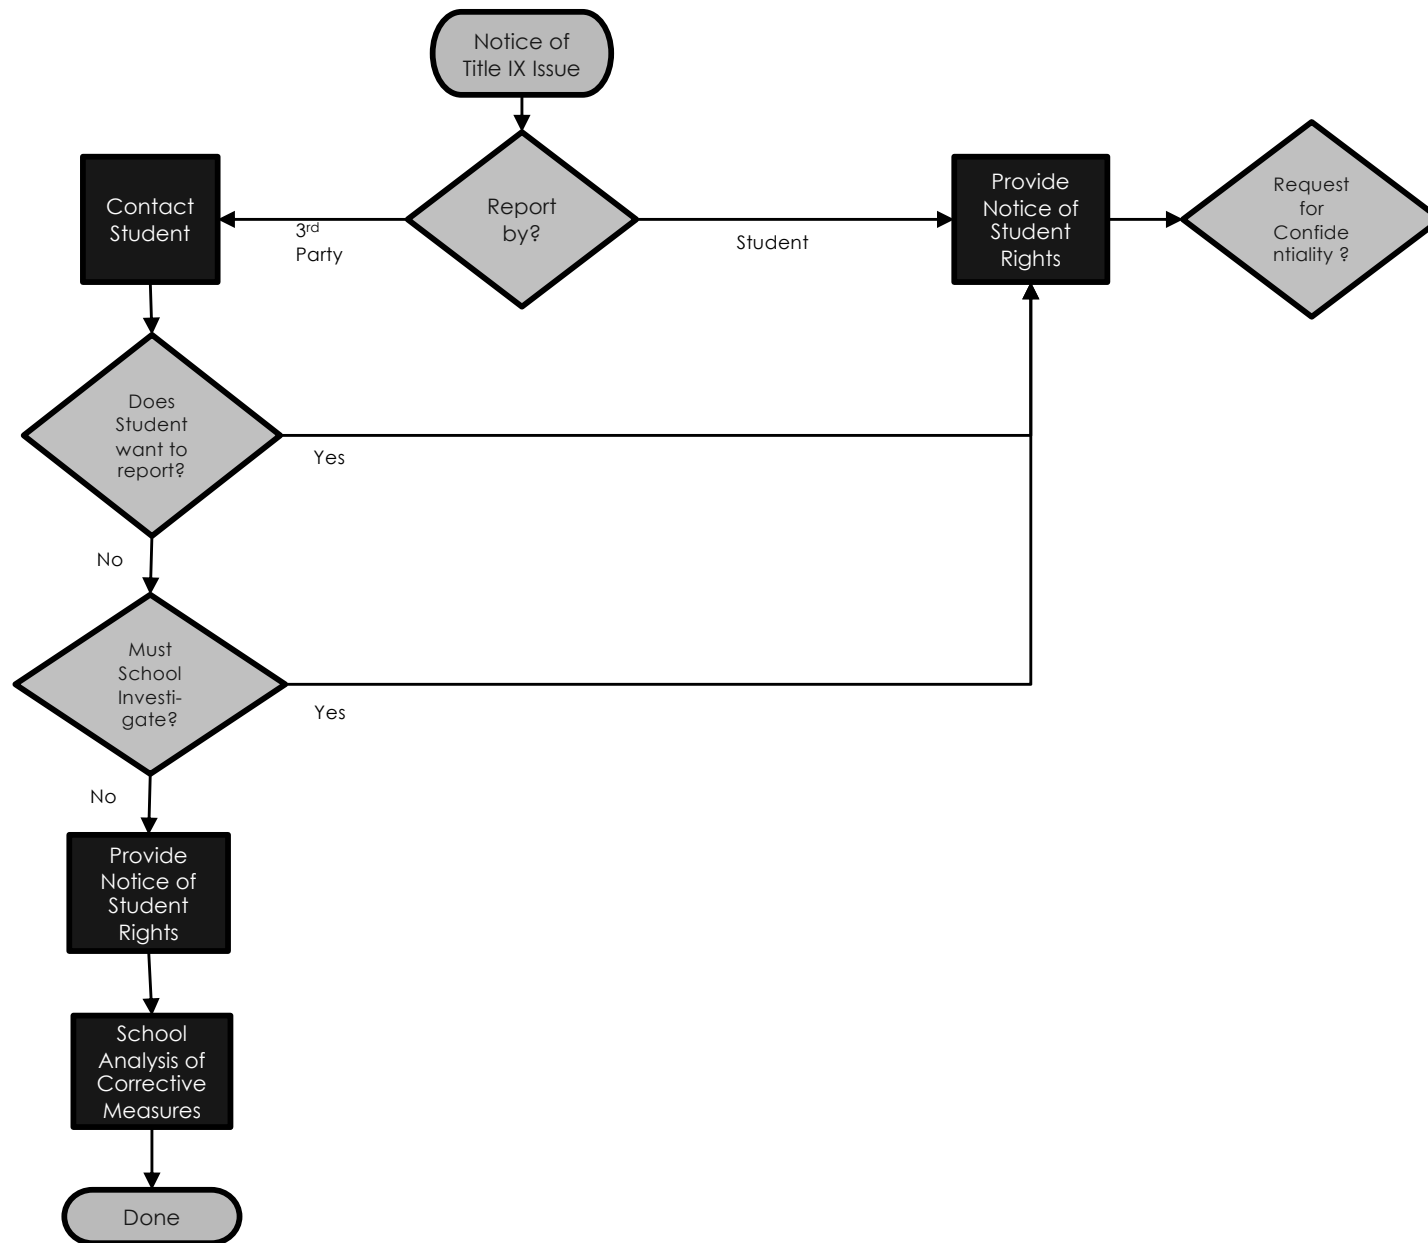 Notice of
Title IX Issue
Report
by?
Contact
Student
3rd
Party
Student
Provide
Notice of
Student
Rights
Request
for
Confide
ntiality ?
Does
Student
want to
report?
Yes
No
Must
School
Investi-
gate?
Yes
No
Provide
Notice of
Student
Rights
School
Analysis of
Corrective
Measures
Done